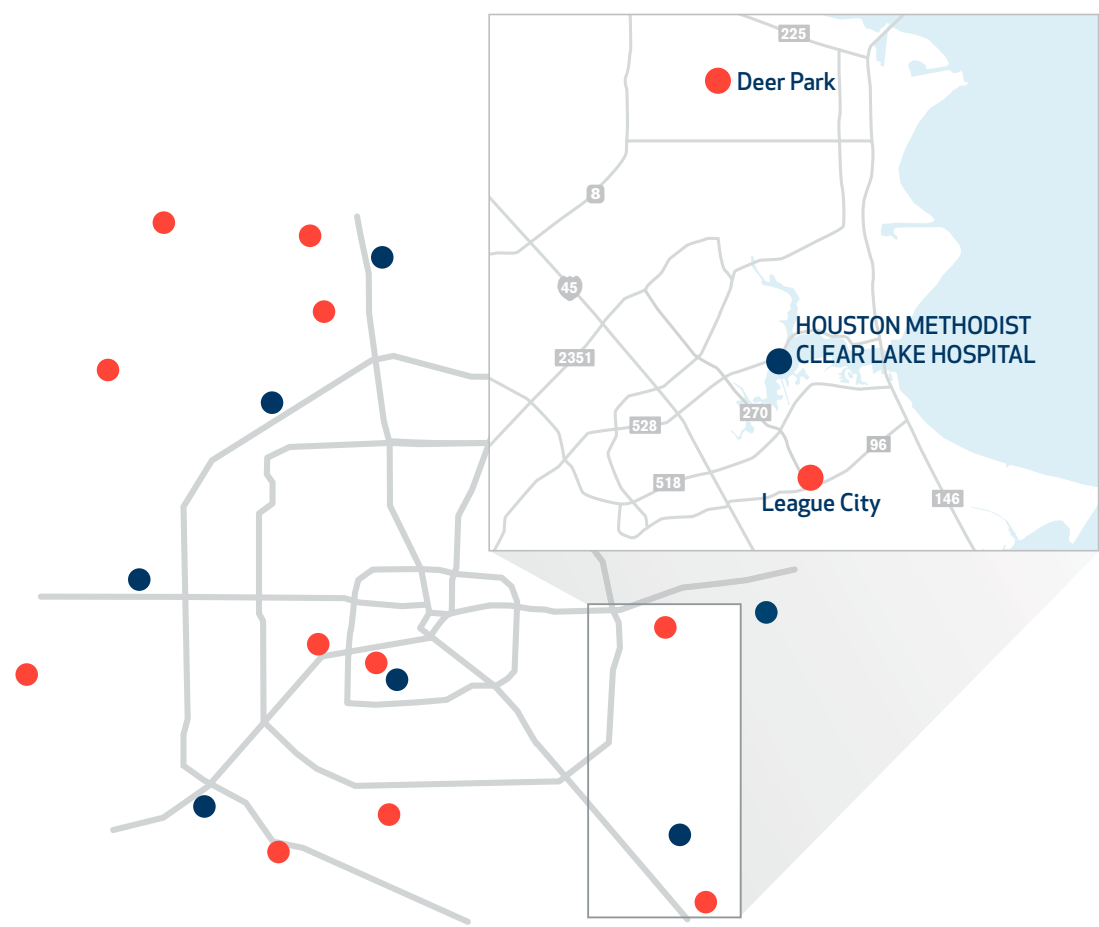 225
Deer Park
8
45
HOUSTON METHODIST
CLEAR LAKE HOSPITAL
2351
270
528
96
518
League City
146